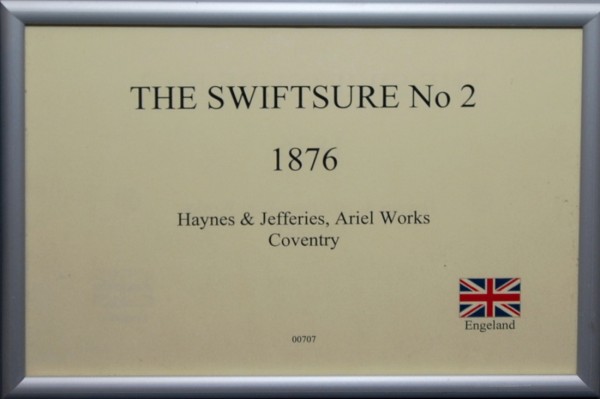 THE SWIFTSURE No 2
1876
Haynes & Jefferies, Ariel Works
Coventry
Engeland
00707